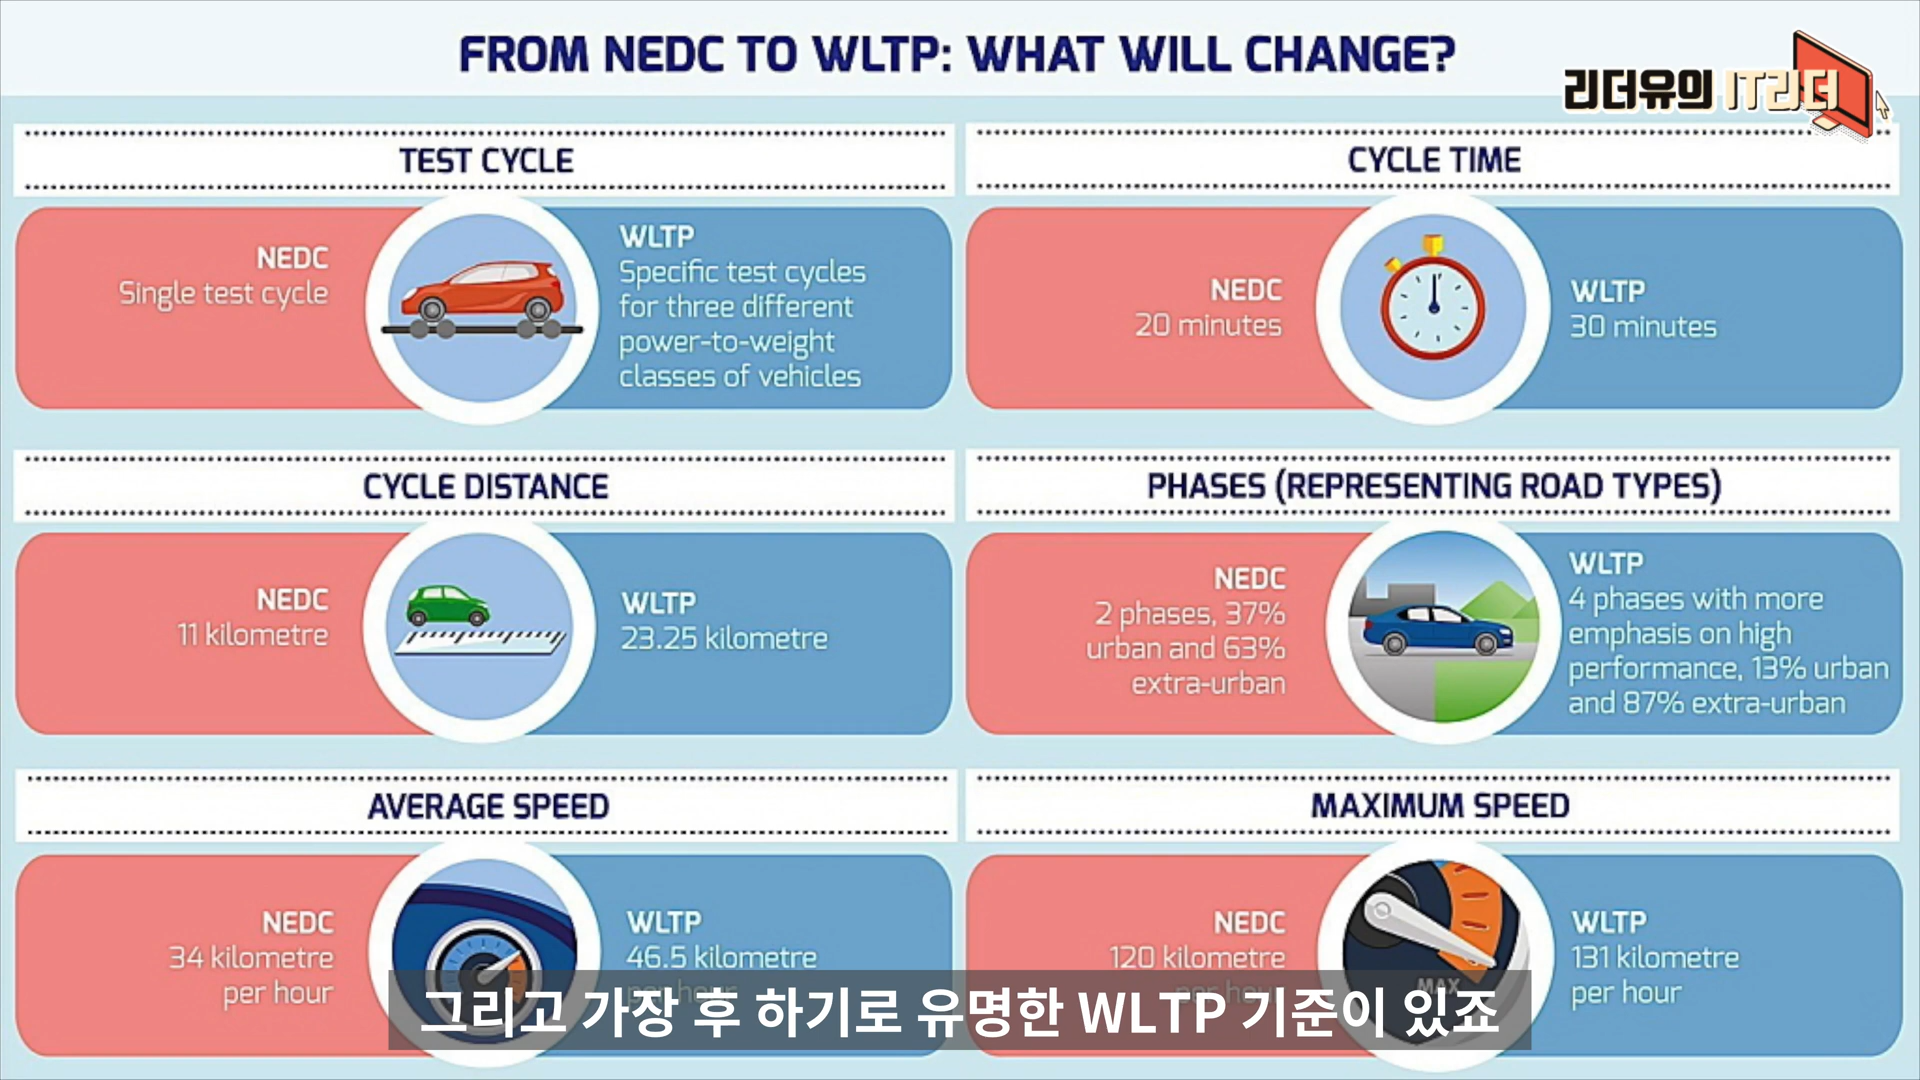 FROM NEDC TO WLTP: WHAT WILL CHANGE?
리더유의 IT리더
TEST CYCLE
NEDC
Single test cycle
WLTP
Specific test cycles
for three different
power-to-weight
classes of vehicles
CYCLE TIME
NEDC
20 minutes
WLTP
30 minutes
CYCLE DISTANCE
NEDC
11 kilometre
WLTP
23.25 kilometre
PHASES (REPRESENTING ROAD TYPES)
NEDC
2 phases, 37%
urban and 63%
extra-urban
WLTP
4 phases with more
emphasis on high
performance, 13% urban
and 87% extra-urban
AVERAGE SPEED
NEDC
34 kilometre
per hour
WLTP
46.5 kilometre
per hour
MAXIMUM SPEED
NEDC
120 kilometre
per hour
MAX
WLTP
131 kilometre
per hour
그리고 가장 후 하기로 유명한 WLTP 기준이 있죠